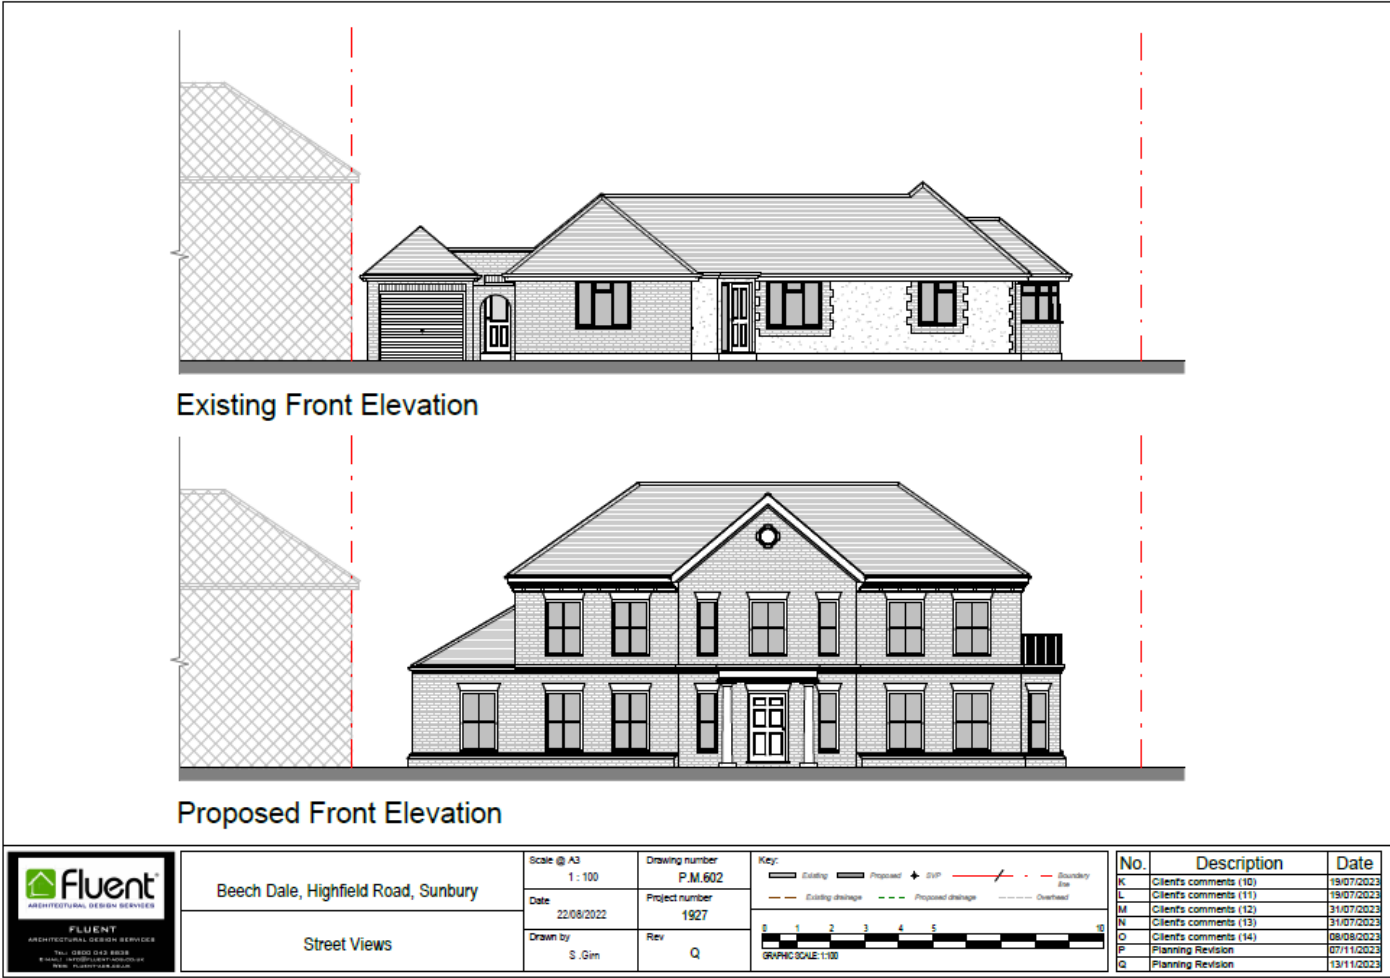 Existing Front Elevation
Proposed Front Elevation
Fluent
ARCHITECTURAL DESIGN SERVICES
FLUENT
ARCHITECTURAL DESIGN SERVICES
TEL: 0800 043 8838
Beech Dale, Highfield Road, Sunbury
Street Views
Scale @ A3
1 : 100
Date
22/08/2022
Drawn by
S .Girn
Drawing number
P.M.602
Project number
1927
Rev
Q
Key:
Existing Proposed SVP Boundary line
Existing drainage Proposed drainage Overhead
0 1 2 3 4 5 10
GRAPHIC SCALE: 1:100
No. Description Date
K Client's comments (10) 19/07/2023
L Client's comments (11) 19/07/2023
M Client's comments (12) 31/07/2023
N Client's comments (13) 31/07/2023
O Client's comments (14) 08/08/2023
P Planning Revision 07/11/2023
Q Planning Revision 13/11/2023